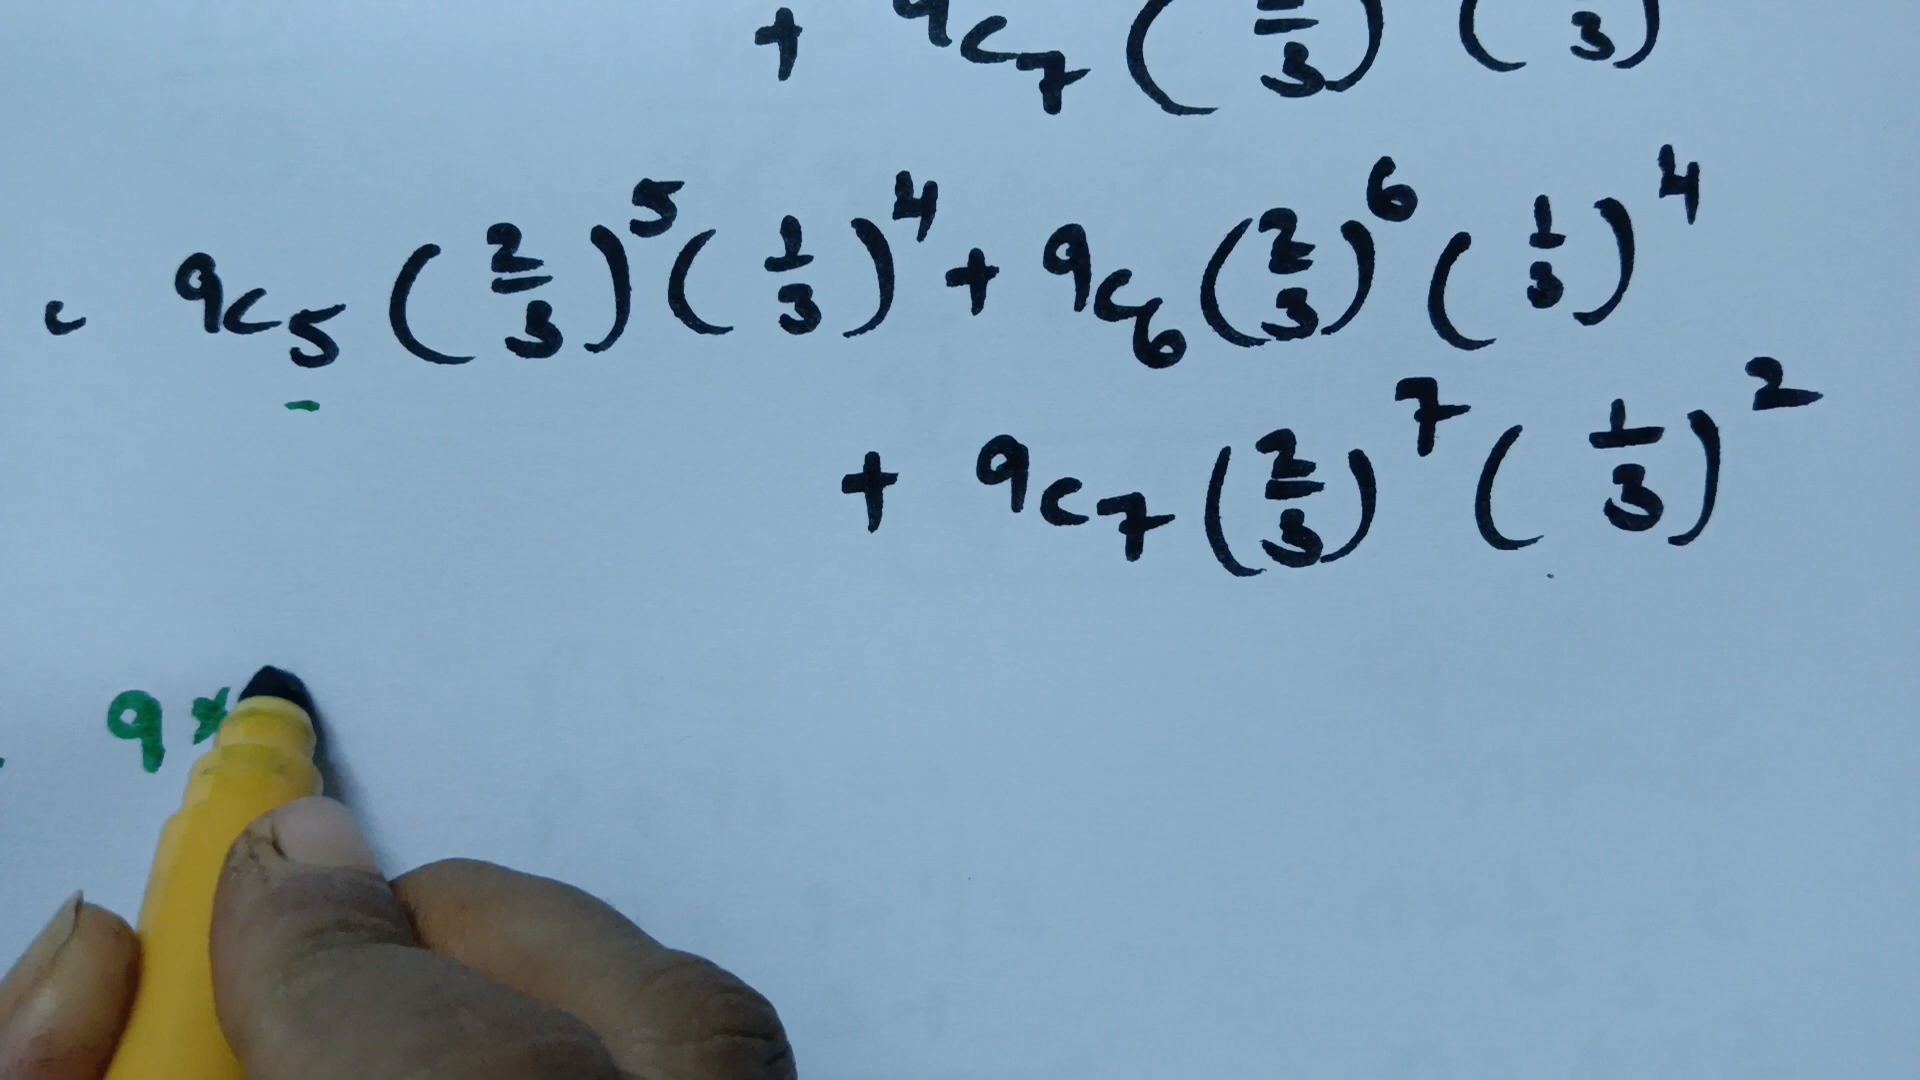 + 9c₇ (2/3) ( 3)
= 9c₅ (2/3)⁵ (1/3)⁴ + 9c₆ (2/3)⁶ (1/3)⁴
+ 9c₇ (2/3)⁷ (1/3)²
9 ×